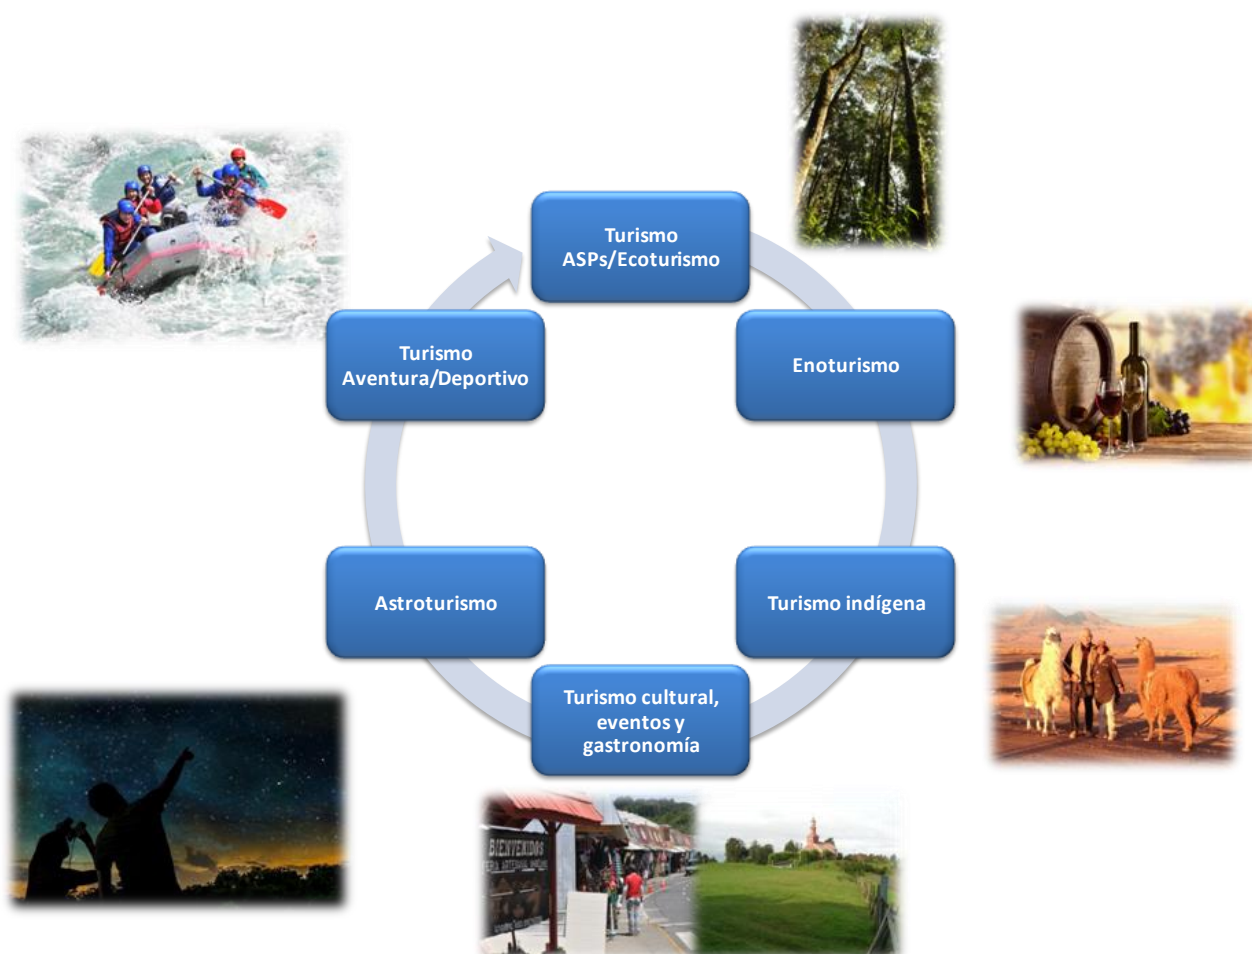 Turismo
ASPs/Ecoturismo
Turismo
Aventura/Deportivo
Enoturismo
Astroturismo
Turismo indígena
Turismo cultural,
eventos y
gastronomía
BIENVENIDOS